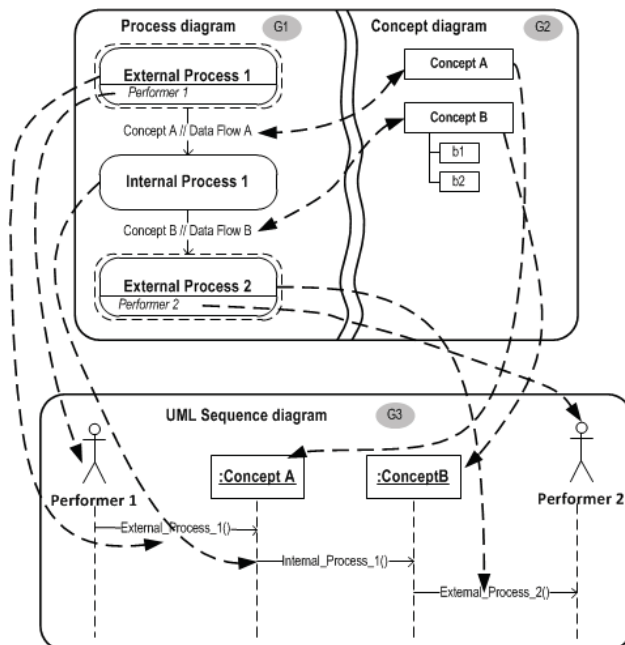 Process diagram G1
Concept diagram G2
External Process 1
Performer 1
Concept A // Data Flow A
Internal Process 1
Concept B // Data Flow B
External Process 2
Performer 2
Concept A
Concept B
b1
b2
UML Sequence diagram G3
Performer 1
:Concept A
:ConceptB
Performer 2
External_Process_1()
Internal_Process_1()
External_Process_2()